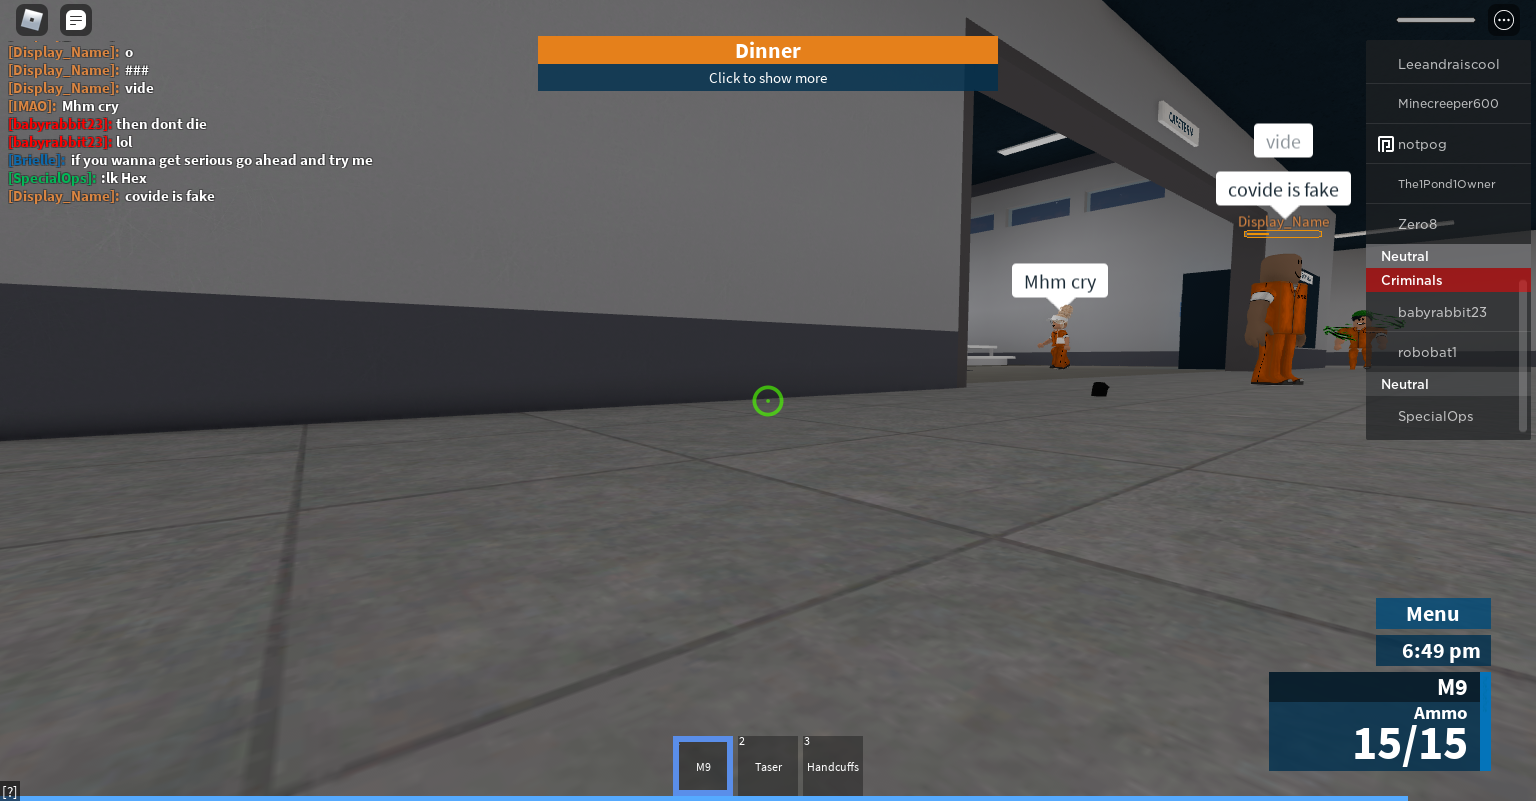 [Display_Name]: o
[Display_Name]: ###
[Display_Name]: vide
[IMAO]: Mhm cry
[babyrabbit23]: then dont die
[babyrabbit23]: lol
[Brielle]: if you wanna get serious go ahead and try me
[SpecialOps]: :lk Hex
[Display_Name]: covide is fake
Dinner
Click to show more
CAFETERIA
vide
covide is fake
Display_Name
Mhm cry
Leeandraiscool
Minecreeper600
notpog
The1Pond1Owner
Zero8
Neutral
Criminals
babyrabbit23
robobat1
Neutral
SpecialOps
Menu
6:49 pm
M9
Ammo
15/15
M9
2
Taser
3
Handcuffs
[?]